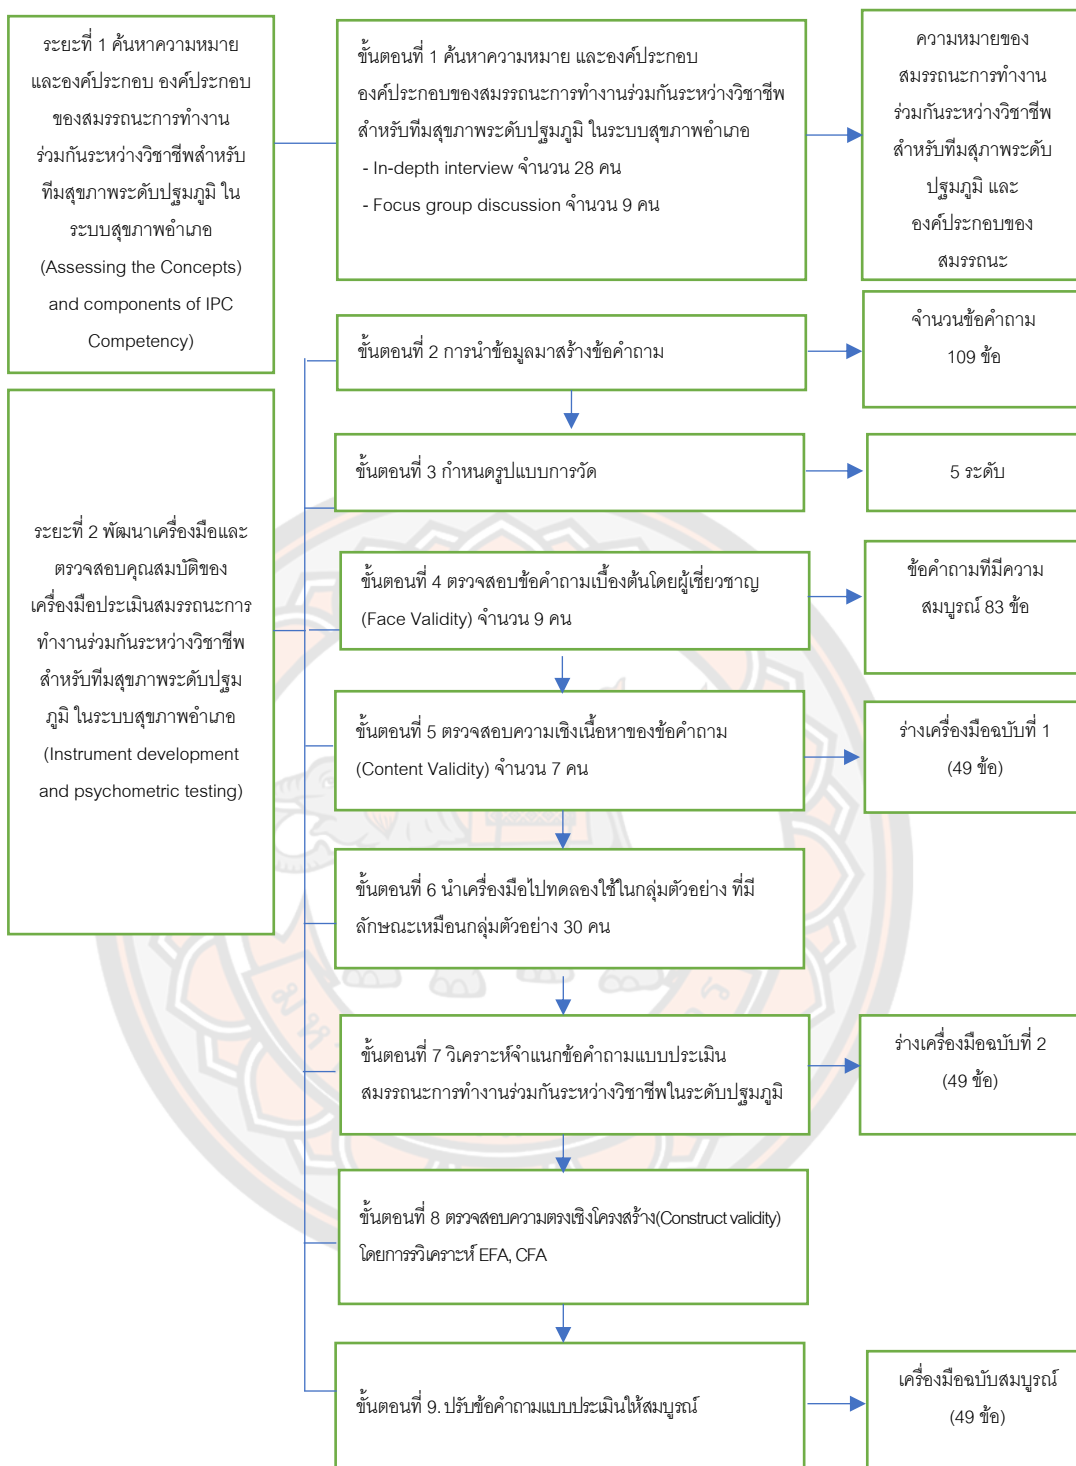 ระยะที่ 1 ค้นหาความหมาย
และองค์ประกอบ องค์ประกอบ
ของสมรรถนะการทำงาน
ร่วมกันระหว่างวิชาชีพสำหรับ
ทีมสุขภาพระดับปฐมภูมิ ใน
ระบบสุขภาพอำเภอ
(Assessing the Concepts)
and components of IPC
Competency)
ขั้นตอนที่ 1 ค้นหาความหมาย และองค์ประกอบ
องค์ประกอบของสมรรถนะการทำงานร่วมกันระหว่างวิชาชีพ
สำหรับทีมสุขภาพระดับปฐมภูมิ ในระบบสุขภาพอำเภอ
- In-depth interview จำนวน 28 คน
- Focus group discussion จำนวน 9 คน
ความหมายของ
สมรรถนะการทำงาน
ร่วมกันระหว่างวิชาชีพ
สำหรับทีมสุภาพระดับ
ปฐมภูมิ และ
องค์ประกอบของ
สมรรถนะ
ระยะที่ 2 พัฒนาเครื่องมือและ
ตรวจสอบคุณสมบัติของ
เครื่องมือประเมินสมรรถนะการ
ทำงานร่วมกันระหว่างวิชาชีพ
สำหรับทีมสุขภาพระดับปฐม
ภูมิ ในระบบสุขภาพอำเภอ
(Instrument development
and psychometric testing)
ขั้นตอนที่ 2 การนำข้อมูลมาสร้างข้อคำถาม
จำนวนข้อคำถาม
109 ข้อ
ขั้นตอนที่ 3 กำหนดรูปแบบการวัด
5 ระดับ
ขั้นตอนที่ 4 ตรวจสอบข้อคำถามเบื้องต้นโดยผู้เชี่ยวชาญ
(Face Validity) จำนวน 9 คน
ข้อคำถามที่มีความ
สมบูรณ์ 83 ข้อ
ขั้นตอนที่ 5 ตรวจสอบความเชิงเนื้อหาของข้อคำถาม
(Content Validity) จำนวน 7 คน
ร่างเครื่องมือฉบับที่ 1
(49 ข้อ)
ขั้นตอนที่ 6 นำเครื่องมือไปทดลองใช้ในกลุ่มตัวอย่าง ที่มี
ลักษณะเหมือนกลุ่มตัวอย่าง 30 คน
ขั้นตอนที่ 7 วิเคราะห์จำแนกข้อคำถามแบบประเมิน
สมรรถนะการทำงานร่วมกันระหว่างวิชาชีพในระดับปฐมภูมิ
ร่างเครื่องมือฉบับที่ 2
(49 ข้อ)
ขั้นตอนที่ 8 ตรวจสอบความตรงเชิงโครงสร้าง(Construct validity)
โดยการรวิเคราะห์ EFA, CFA
ขั้นตอนที่ 9. ปรับข้อคำถามแบบประเมินให้สมบูรณ์
เครื่องมือฉบับสมบูรณ์
(49 ข้อ)